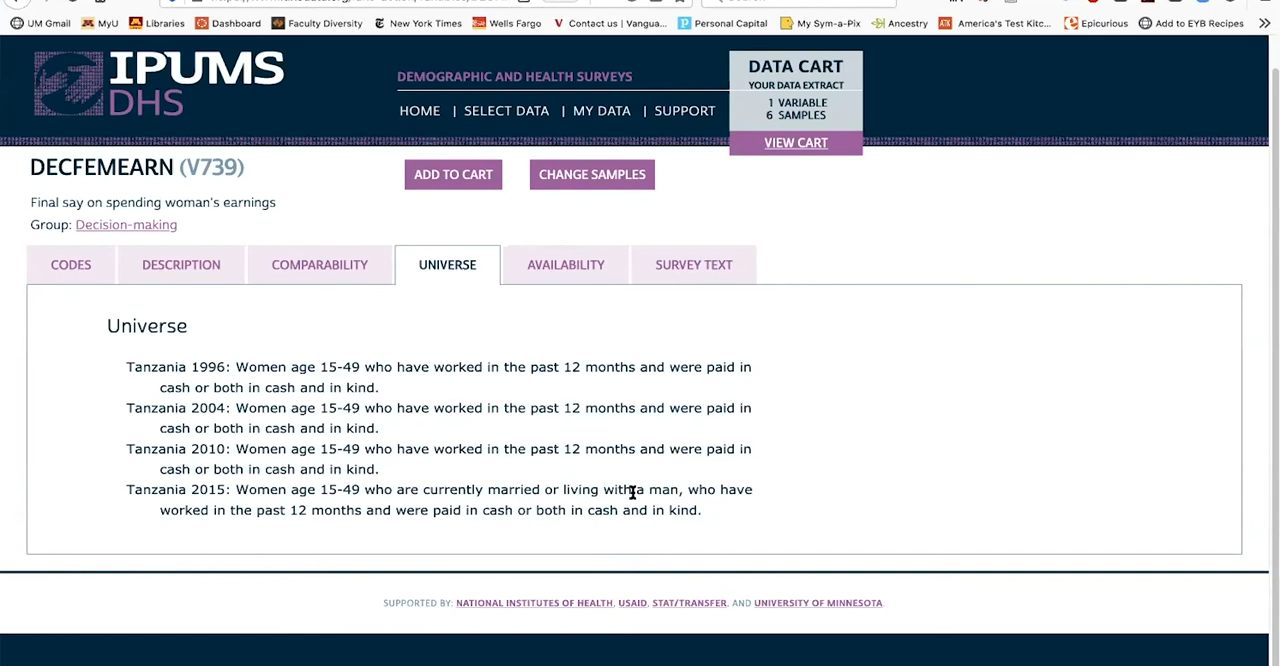 UM Gmail MyU Libraries Dashboard Faculty Diversity New York Times Wells Fargo Contact us | Vangua... Personal Capital My Sym-a-Pix Ancestry America's Test Kitc... Epicurious Add to EYB Recipes
IPUMS
DHS
DEMOGRAPHIC AND HEALTH SURVEYS
HOME | SELECT DATA | MY DATA | SUPPORT
DATA CART
YOUR DATA EXTRACT
1 VARIABLE
6 SAMPLES
VIEW CART
DECFEMEARN (V739)
ADD TO CART CHANGE SAMPLES
Final say on spending woman's earnings
Group: Decision-making
CODES DESCRIPTION COMPARABILITY UNIVERSE AVAILABILITY SURVEY TEXT
Universe
Tanzania 1996: Women age 15-49 who have worked in the past 12 months and were paid in
cash or both in cash and in kind.
Tanzania 2004: Women age 15-49 who have worked in the past 12 months and were paid in
cash or both in cash and in kind.
Tanzania 2010: Women age 15-49 who have worked in the past 12 months and were paid in
cash or both in cash and in kind.
Tanzania 2015: Women age 15-49 who are currently married or living with a man, who have
worked in the past 12 months and were paid in cash or both in cash and in kind.
SUPPORTED BY: NATIONAL INSTITUTES OF HEALTH, USAID, STAT/TRANSFER, AND UNIVERSITY OF MINNESOTA.